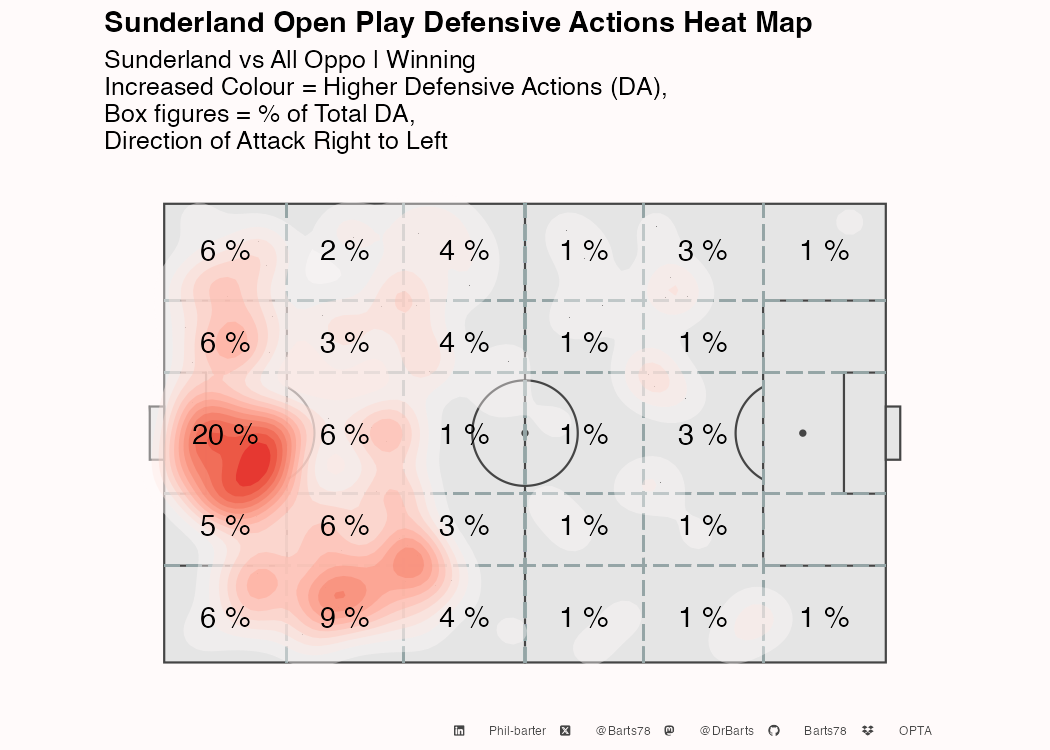 Sunderland Open Play Defensive Actions Heat Map
Sunderland vs All Oppo | Winning
Increased Colour = Higher Defensive Actions (DA),
Box figures = % of Total DA,
Direction of Attack Right to Left
6 % 2 % 4 % 1 % 3 % 1 %
6 % 3 % 4 % 1 % 1 %
20 % 6 % 1 % 1 % 3 %
5 % 6 % 3 % 1 % 1 %
6 % 9 % 4 % 1 % 1 % 1 %
Phil-barter @Barts78 @DrBarts Barts78 OPTA